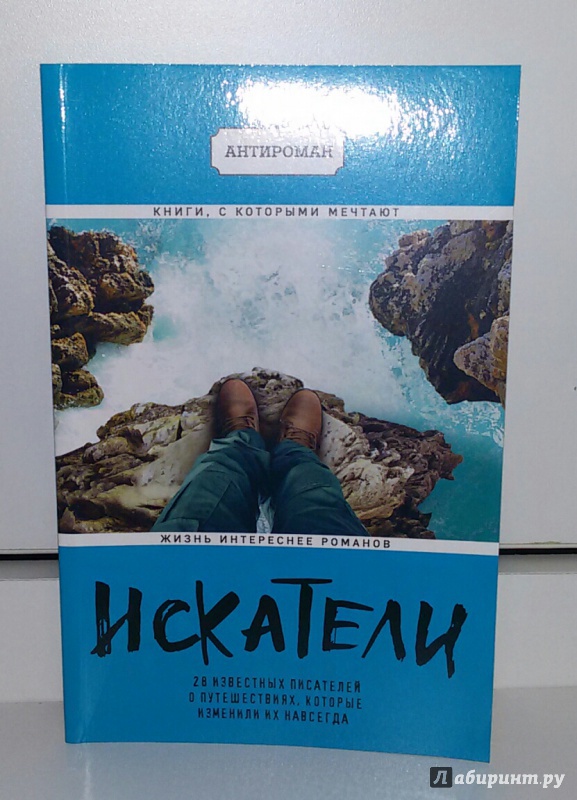 АНТИРОМАН
КНИГИ, С КОТОРЫМИ МЕЧТАЮТ
ЖИЗНЬ ИНТЕРЕСНЕЕ РОМАНОВ
ИСКАТЕЛИ
28 ИЗВЕСТНЫХ ПИСАТЕЛЕЙ
О ПУТЕШЕСТВИЯХ, КОТОРЫЕ
ИЗМЕНИЛИ ИХ НАВСЕГДА
Лабиринт.ру